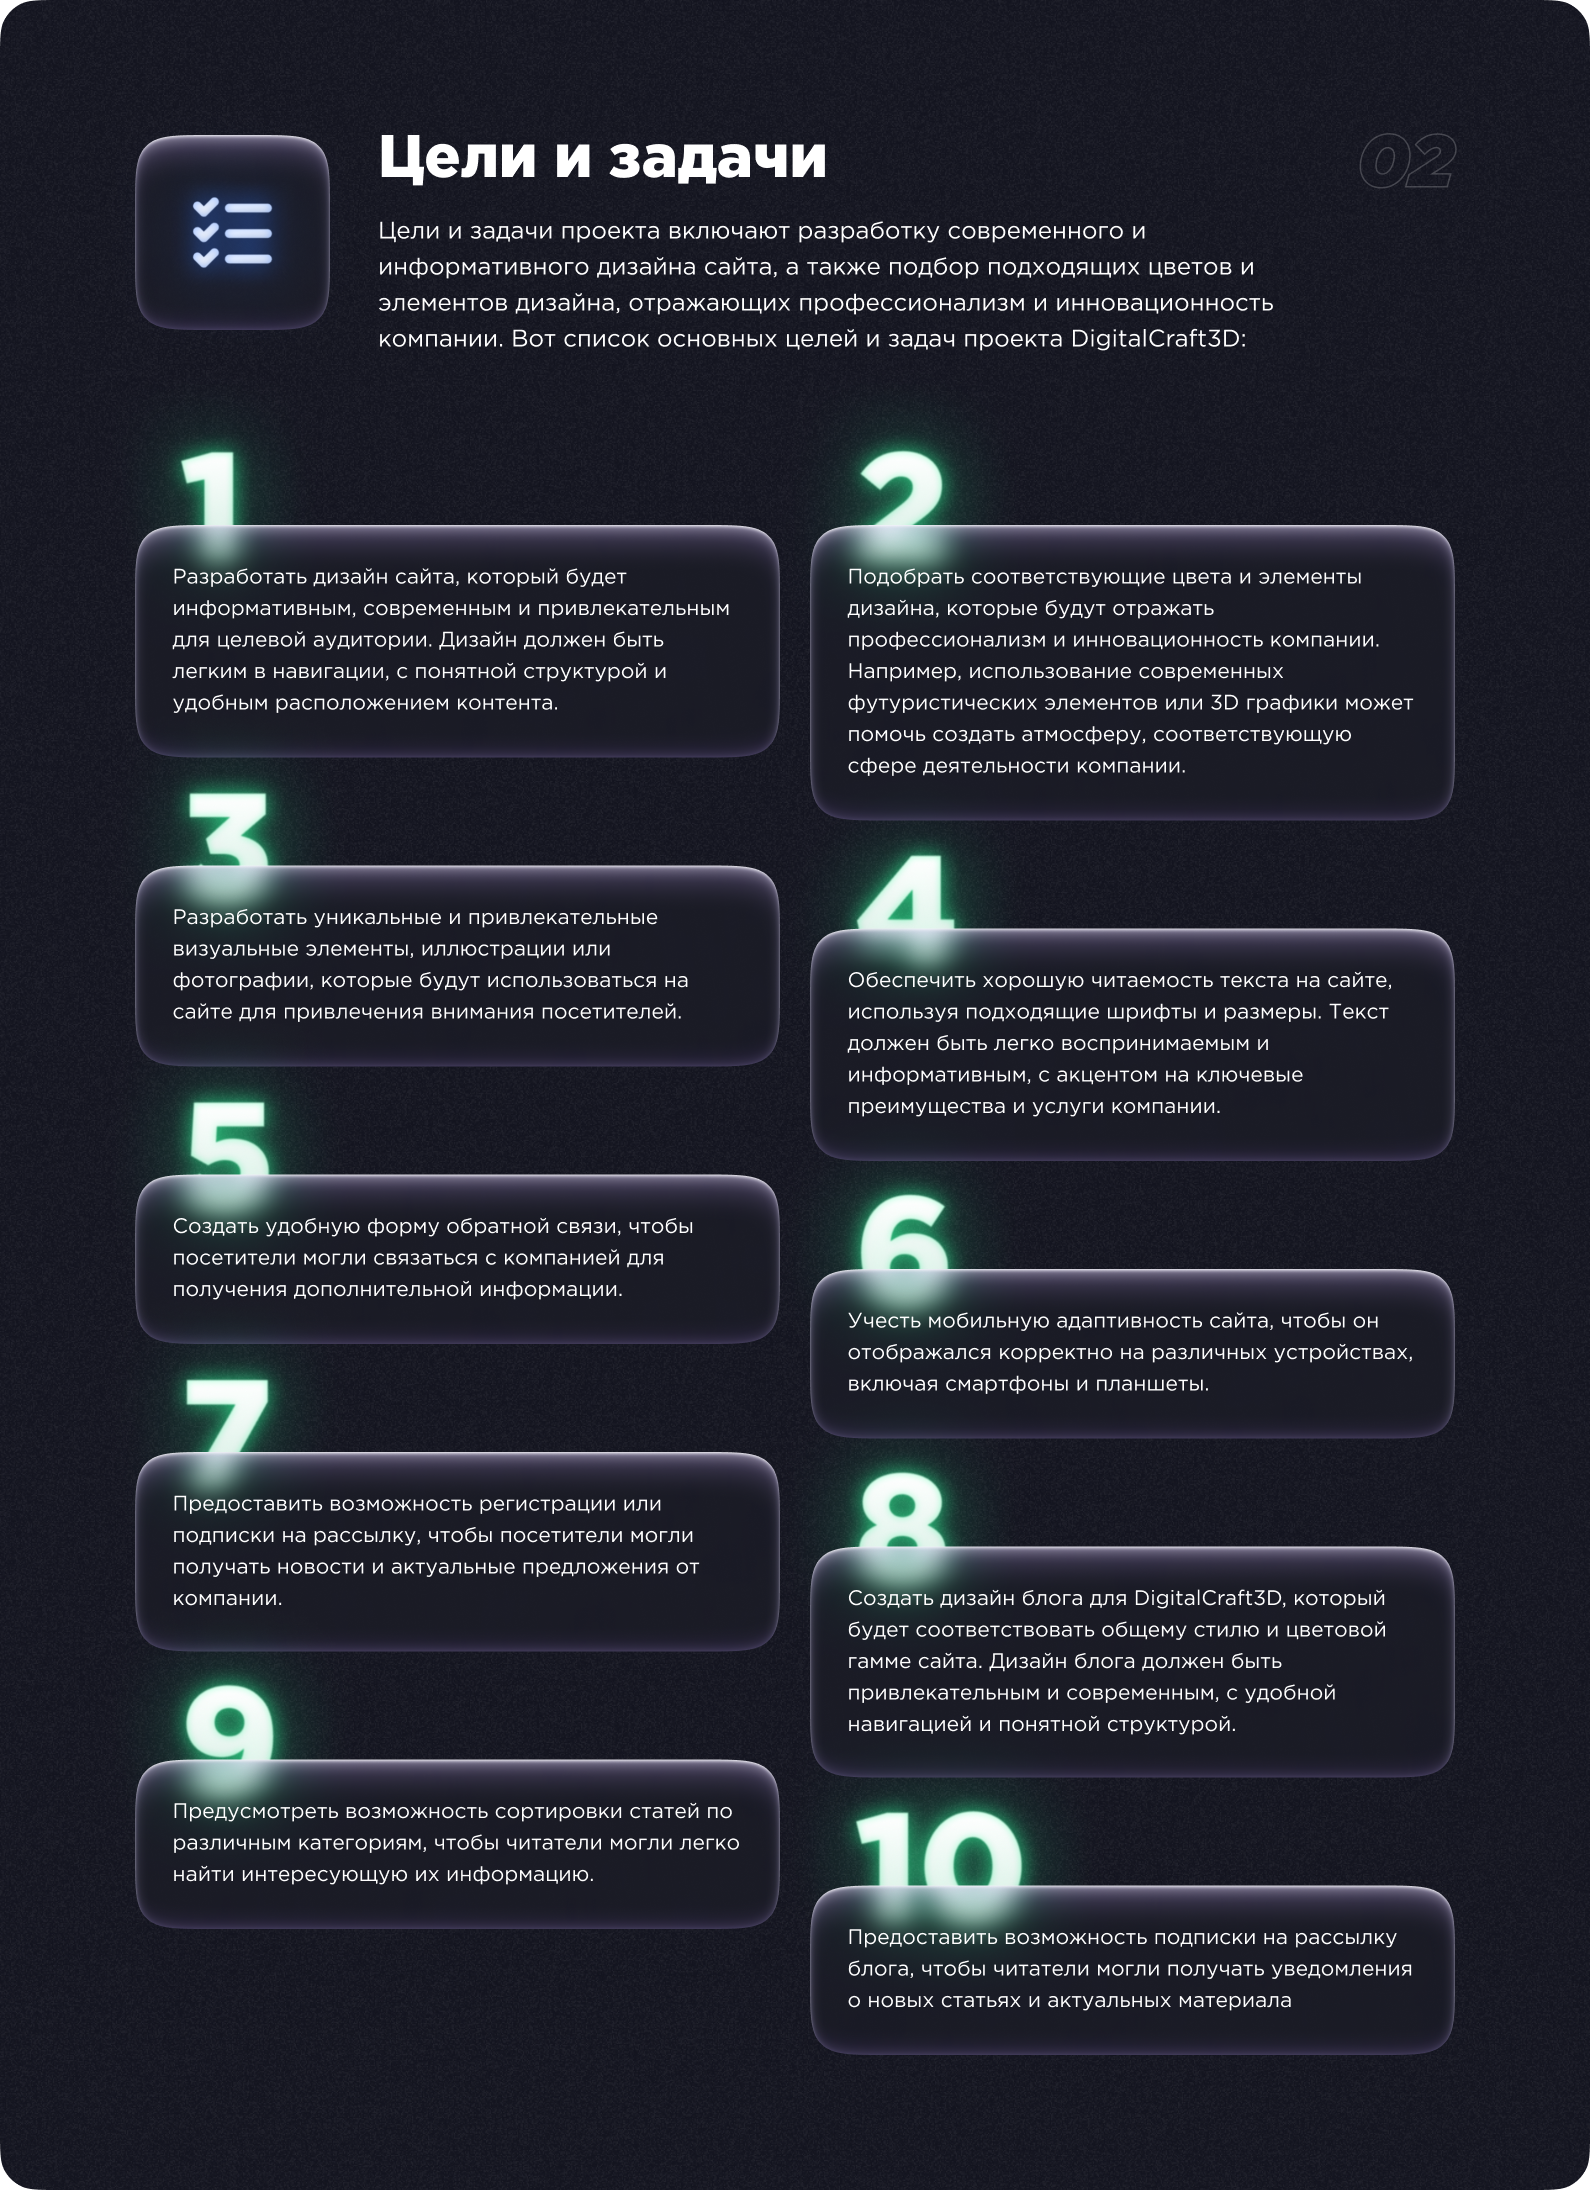 Цели и задачи
02
Цели и задачи проекта включают разработку современного и
информативного дизайна сайта, а также подбор подходящих цветов и
элементов дизайна, отражающих профессионализм и инновационность
компании. Вот список основных целей и задач проекта DigitalCraft3D:
1
Разработать дизайн сайта, который будет
информативным, современным и привлекательным
для целевой аудитории. Дизайн должен быть
легким в навигации, с понятной структурой и
удобным расположением контента.
2
Подобрать соответствующие цвета и элементы
дизайна, которые будут отражать
профессионализм и инновационность компании.
Например, использование современных
футуристических элементов или 3D графики может
помочь создать атмосферу, соответствующую
сфере деятельности компании.
3
Разработать уникальные и привлекательные
визуальные элементы, иллюстрации или
фотографии, которые будут использоваться на
сайте для привлечения внимания посетителей.
4
Обеспечить хорошую читаемость текста на сайте,
используя подходящие шрифты и размеры. Текст
должен быть легко воспринимаемым и
информативным, с акцентом на ключевые
преимущества и услуги компании.
5
Создать удобную форму обратной связи, чтобы
посетители могли связаться с компанией для
получения дополнительной информации.
6
Учесть мобильную адаптивность сайта, чтобы он
отображался корректно на различных устройствах,
включая смартфоны и планшеты.
7
Предоставить возможность регистрации или
подписки на рассылку, чтобы посетители могли
получать новости и актуальные предложения от
компании.
8
Создать дизайн блога для DigitalCraft3D, который
будет соответствовать общему стилю и цветовой
гамме сайта. Дизайн блога должен быть
привлекательным и современным, с удобной
навигацией и понятной структурой.
9
Предусмотреть возможность сортировки статей по
различным категориям, чтобы читатели могли легко
найти интересующую их информацию.
10
Предоставить возможность подписки на рассылку
блога, чтобы читатели могли получать уведомления
о новых статьях и актуальных материала